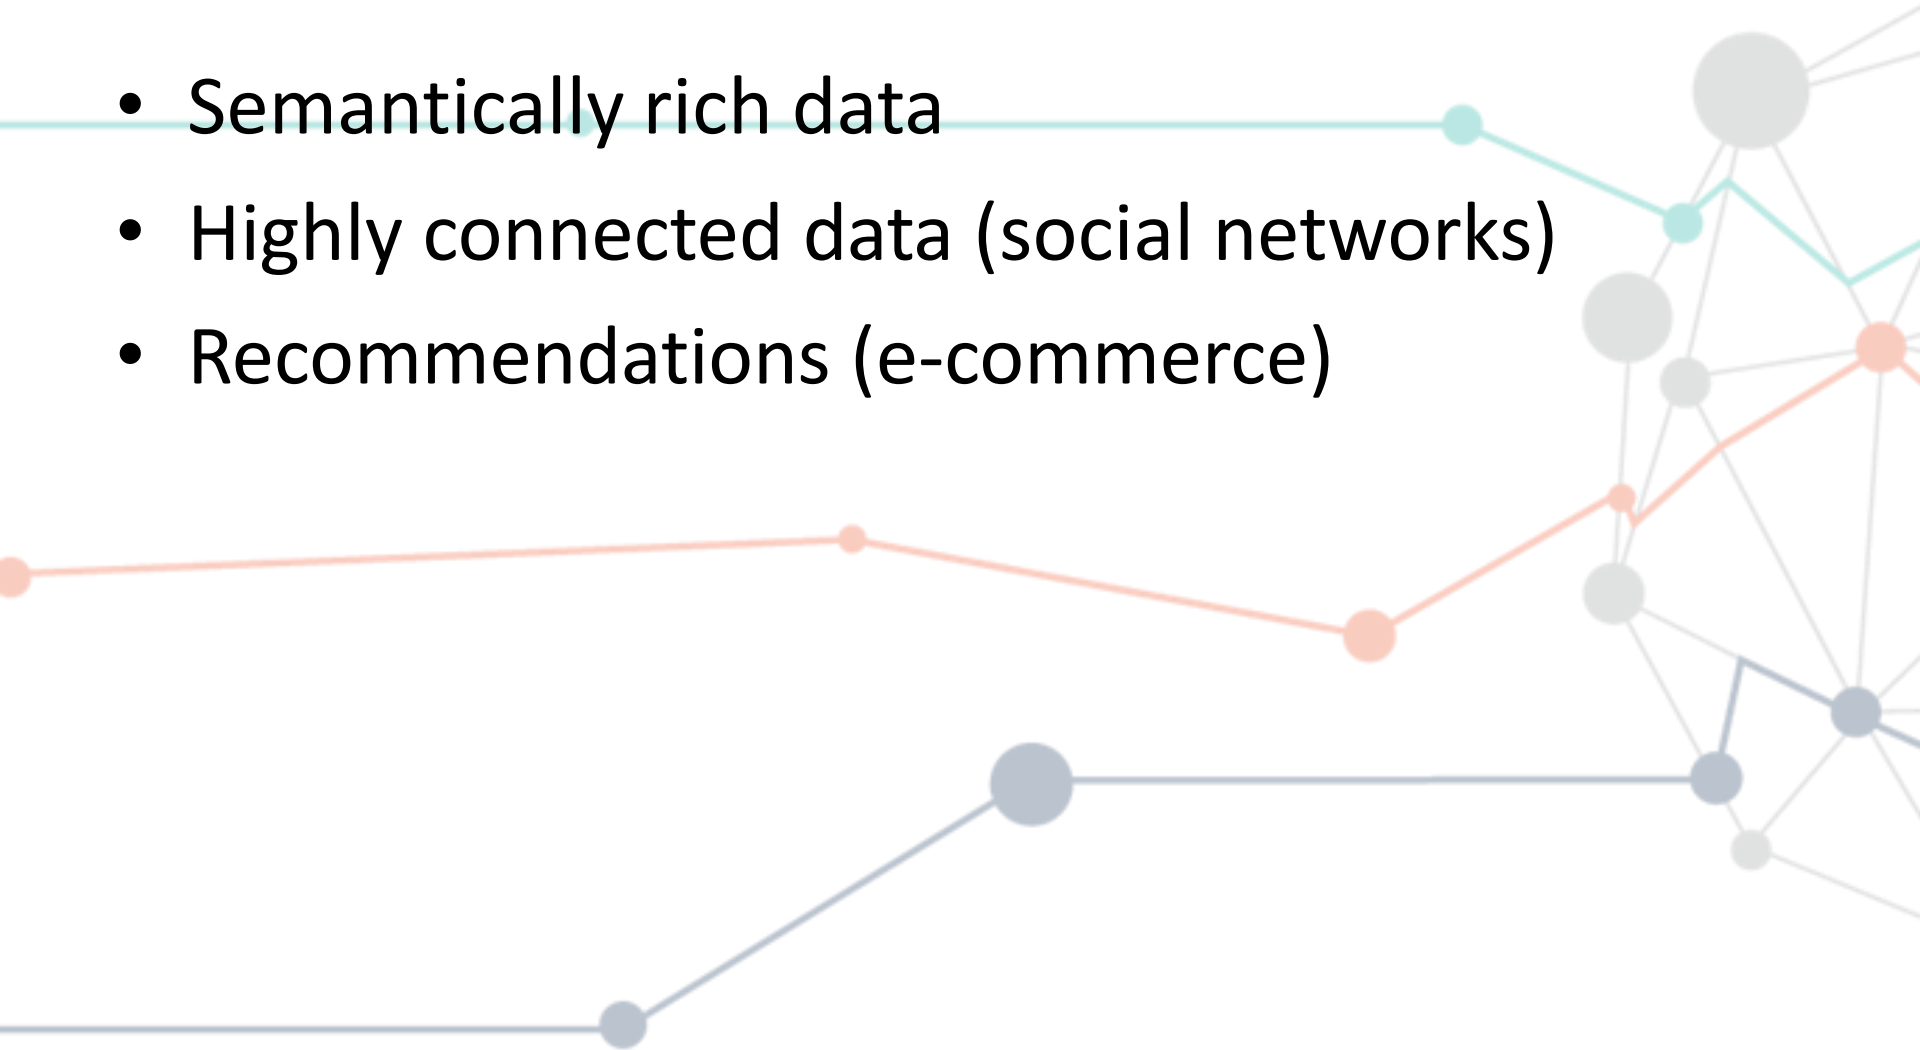 • Semantically rich data
• Highly connected data (social networks)
• Recommendations (e-commerce)